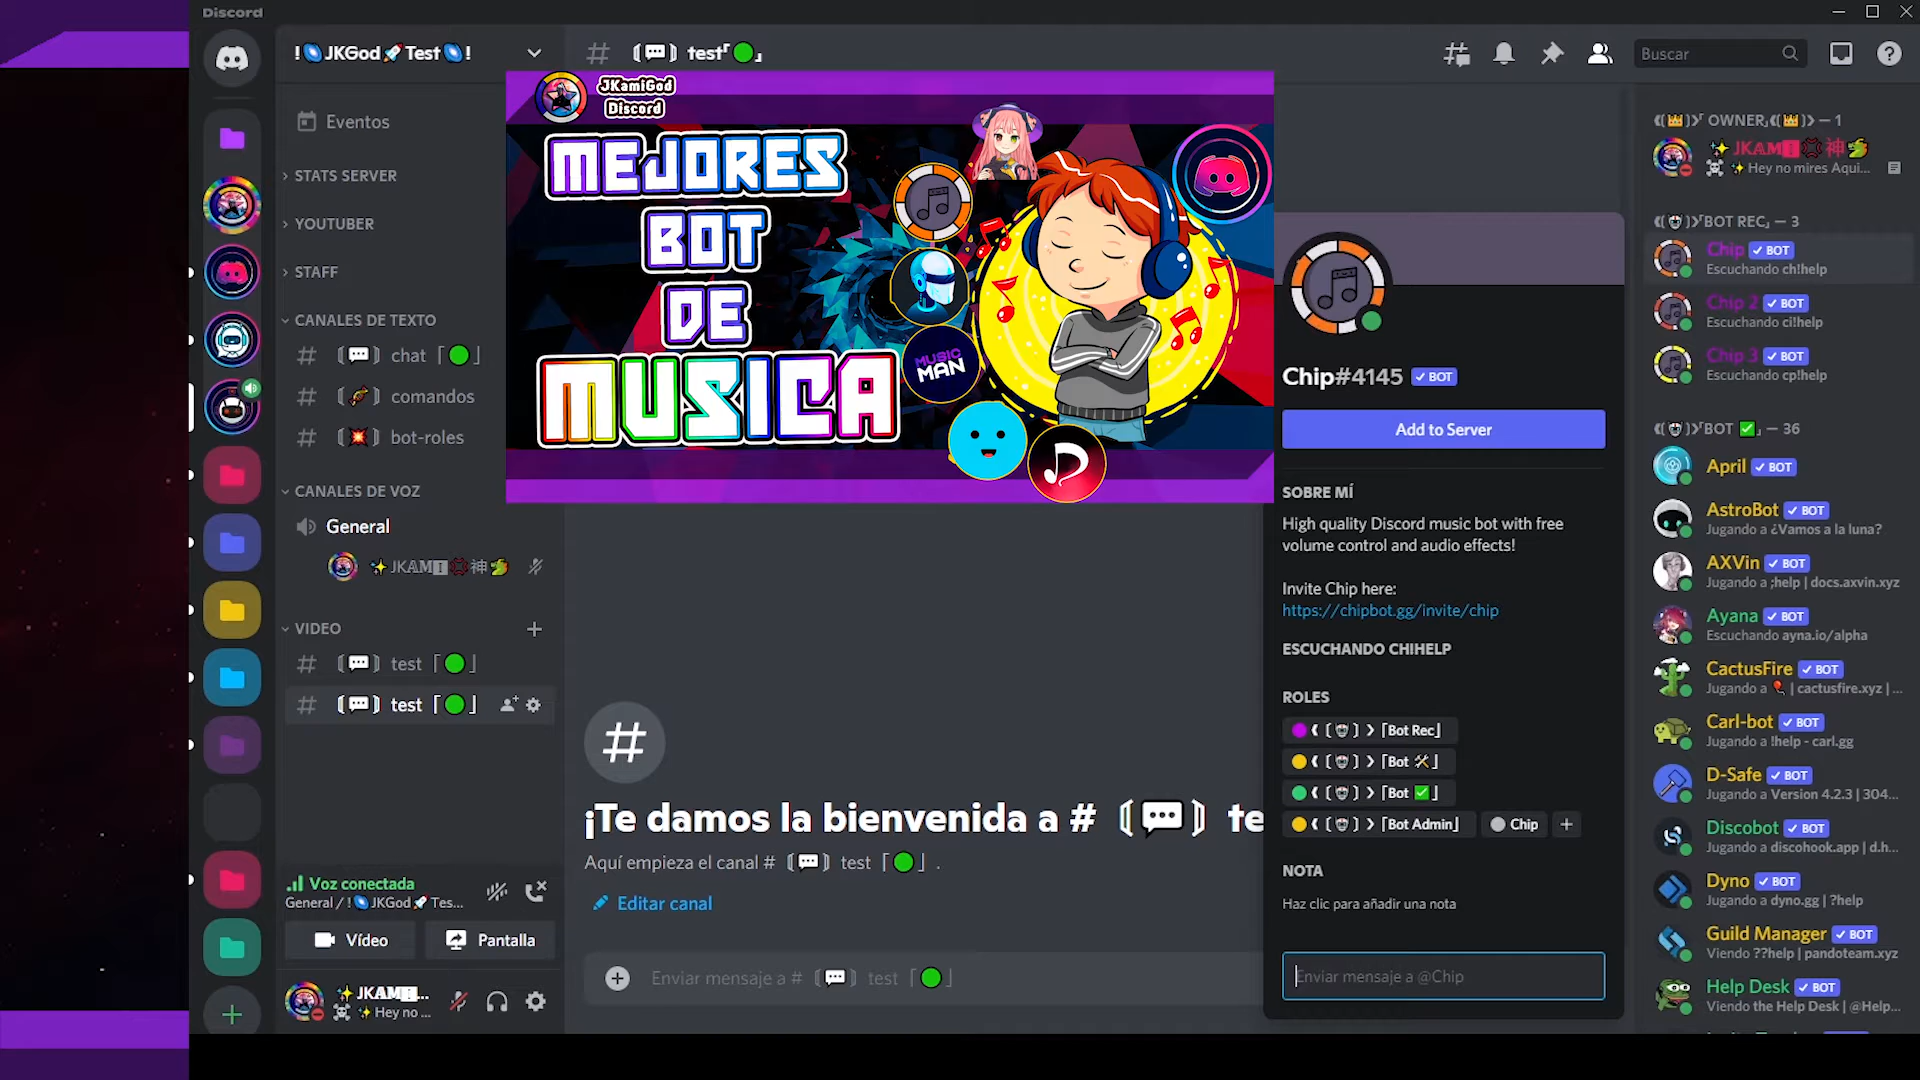 Discord
!🌀JKGod🚀Test🌀!
Eventos
STATS SERVER
YOUTUBER
STAFF
CANALES DE TEXTO
# 〘💬〙 chat「🟢」
# 〘🍬〙 comandos
# 〘💥〙 bot-roles
CANALES DE VOZ
General
✨JKAMI💢神🐲
VIDEO
# 〘💬〙 test「🟢」
# 〘💬〙 test「🟢」
Voz conectada
General / !🌀JKGod🚀Tes...
Vídeo
Pantalla
✨JKAMI...
☠✨Hey no ...
# 〘💬〙 test「🟢」
Buscar
JKamiGod
Discord
MEJORES
BOT
DE
MUSICA
MUSIC
MAN
¡Te damos la bienvenida a # 〘💬〙 te
Aquí empieza el canal # 〘💬〙 test「🟢」.
Editar canal
Enviar mensaje a # 〘💬〙 test「🟢」
Chip#4145 ✓ BOT
Add to Server
SOBRE MÍ
High quality Discord music bot with free
volume control and audio effects!
Invite Chip here:
https://chipbot.gg/invite/chip
ESCUCHANDO CH!HELP
ROLES
「Bot Rec」
「Bot 🛠」
「Bot ✅」
「Bot Admin」
Chip
NOTA
Haz clic para añadir una nota
Enviar mensaje a @Chip
《〘👑〙》「OWNER」《〘👑〙》— 1
✨JKAMI💢神🐲
☠✨Hey no mires Aqui...
《〘🤖〙》「BOT REC」— 3
Chip ✓ BOT
Escuchando ch!help
Chip 2 ✓ BOT
Escuchando ci!help
Chip 3 ✓ BOT
Escuchando cp!help
《〘🤖〙》「BOT ✅」— 36
April ✓ BOT
AstroBot ✓ BOT
Jugando a ¿Vamos a la luna?
AXVin ✓ BOT
Jugando a ;help | docs.axvin.xyz
Ayana ✓ BOT
Escuchando ayna.io/alpha
CactusFire ✓ BOT
Jugando a 🎈 | cactusfire.xyz | ...
Carl-bot ✓ BOT
Jugando a !help - carl.gg
D-Safe ✓ BOT
Jugando a Version 4.2.3 | 304...
Discobot ✓ BOT
Jugando a discohook.app | d.h...
Dyno ✓ BOT
Jugando a dyno.gg | ?help
Guild Manager ✓ BOT
Viendo ??help | pandoteam.xyz
Help Desk ✓ BOT
Viendo the Help Desk | @Help...